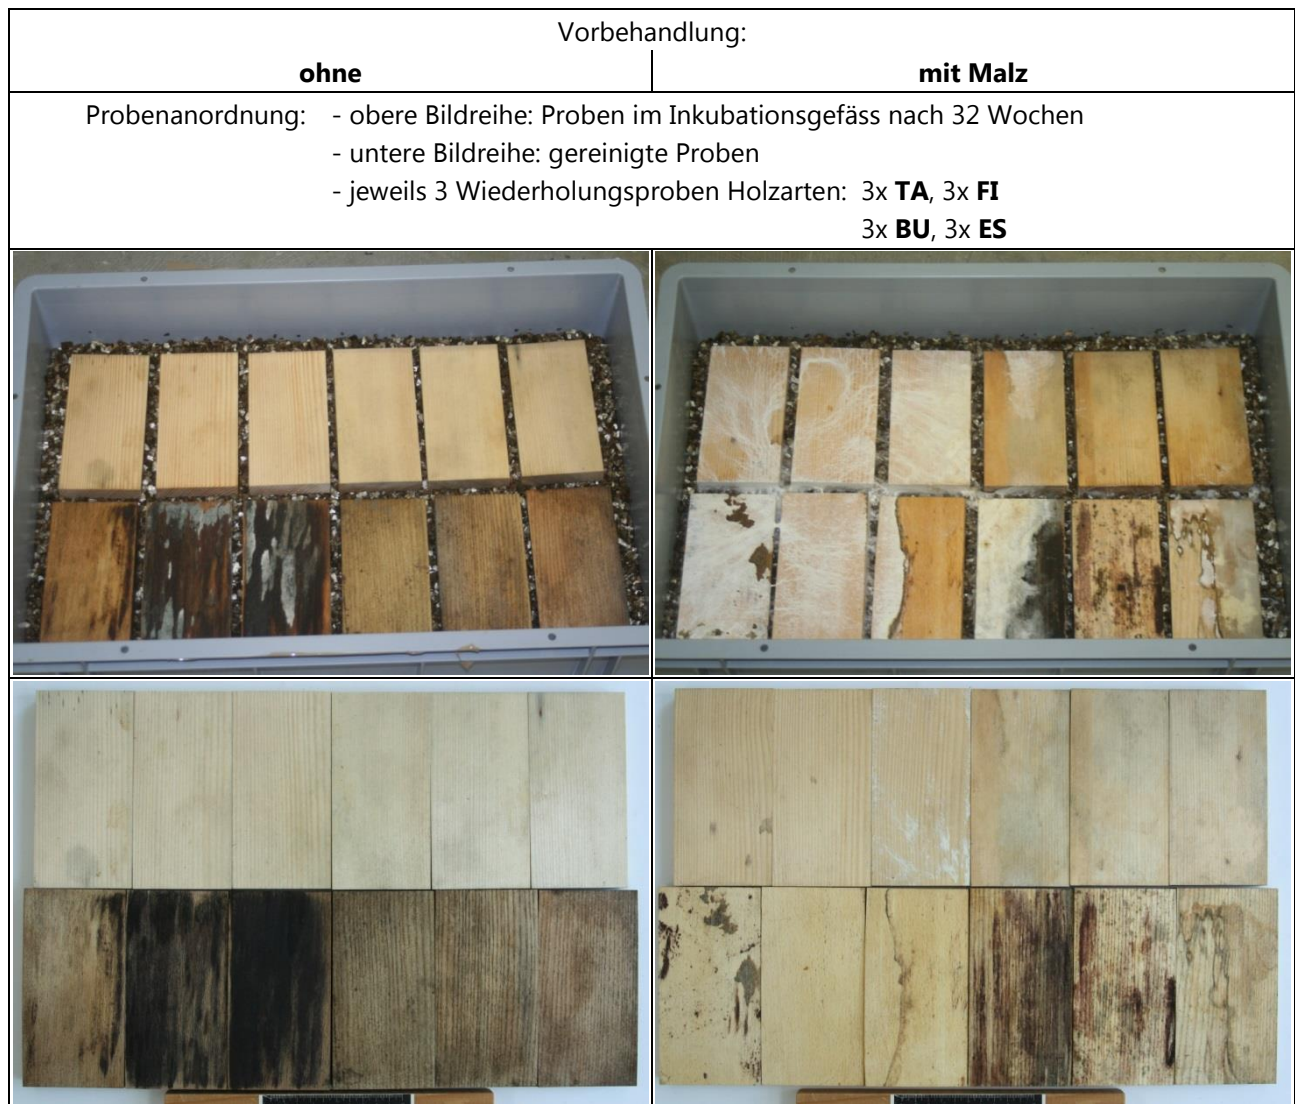 Vorbehandlung:
ohne
mit Malz
Probenanordnung: - obere Bildreihe: Proben im Inkubationsgefäss nach 32 Wochen
- untere Bildreihe: gereinigte Proben
- jeweils 3 Wiederholungsproben Holzarten: 3x TA, 3x FI
3x BU, 3x ES